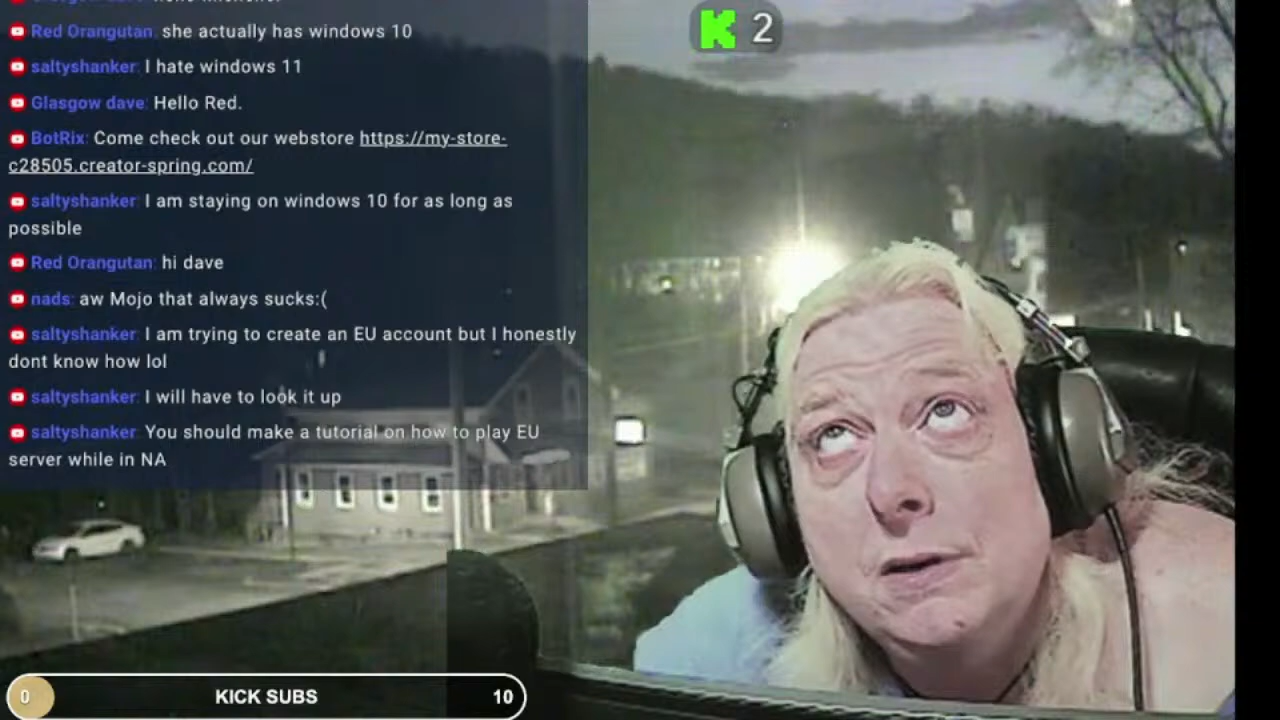 Red Orangutan: she actually has windows 10
saltyshanker: I hate windows 11
Glasgow dave: Hello Red.
BotRix: Come check out our webstore https://my-store-
c28505.creator-spring.com/
saltyshanker: I am staying on windows 10 for as long as
possible
Red Orangutan: hi dave
nads: aw Mojo that always sucks:(
saltyshanker: I am trying to create an EU account but I honestly
dont know how lol
saltyshanker: I will have to look it up
saltyshanker: You should make a tutorial on how to play EU
server while in NA
K 2
0 KICK SUBS 10